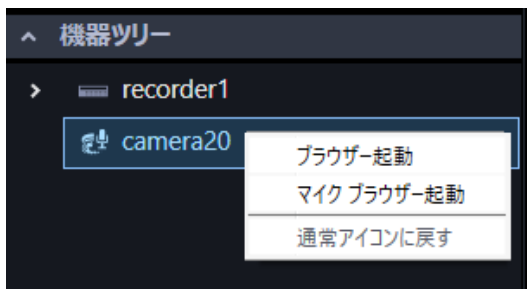 機器ツリー
recorder1
camera20
ブラウザー起動
マイク ブラウザー起動
通常アイコンに戻す